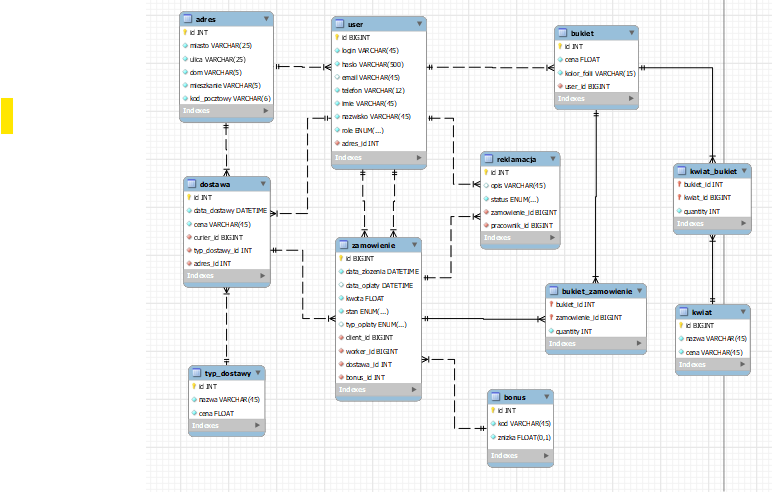 adres
id INT
miasto VARCHAR(25)
ulica VARCHAR(25)
dom VARCHAR(5)
mieszkanie VARCHAR(5)
kod_pocztowy VARCHAR(6)
Indexes
user
id BIGINT
login VARCHAR(45)
hasło VARCHAR(500)
email VARCHAR(45)
telefon VARCHAR(12)
imie VARCHAR(45)
nazwisko VARCHAR(45)
role ENUM(...)
adres_id INT
Indexes
bukiet
id INT
cena FLOAT
kolor_folii VARCHAR(15)
user_id BIGINT
Indexes
reklamacja
id INT
opis VARCHAR(45)
status ENUM(...)
zamowienie_id BIGINT
pracownik_id BIGINT
Indexes
kwiat_bukiet
bukiet_id INT
kwiat_id BIGINT
quantity INT
Indexes
dostawa
id INT
data_dostawy DATETIME
cena VARCHAR(45)
curier_id BIGINT
typ_dostawy_id INT
adres_id INT
Indexes
zamowienie
id BIGINT
data_zlozenia DATETIME
data_oplaty DATETIME
kwota FLOAT
stan ENUM(...)
typ_oplaty ENUM(...)
client_id BIGINT
worker_id BIGINT
dostawa_id INT
bonus_id INT
Indexes
bukiet_zamowienie
bukiet_id INT
zamowienie_id BIGINT
quantity INT
Indexes
kwiat
id BIGINT
nazwa VARCHAR(45)
cena VARCHAR(45)
Indexes
typ_dostawy
id INT
nazwa VARCHAR(45)
cena FLOAT
Indexes
bonus
id INT
kod VARCHAR(45)
znizka FLOAT(0,1)
Indexes